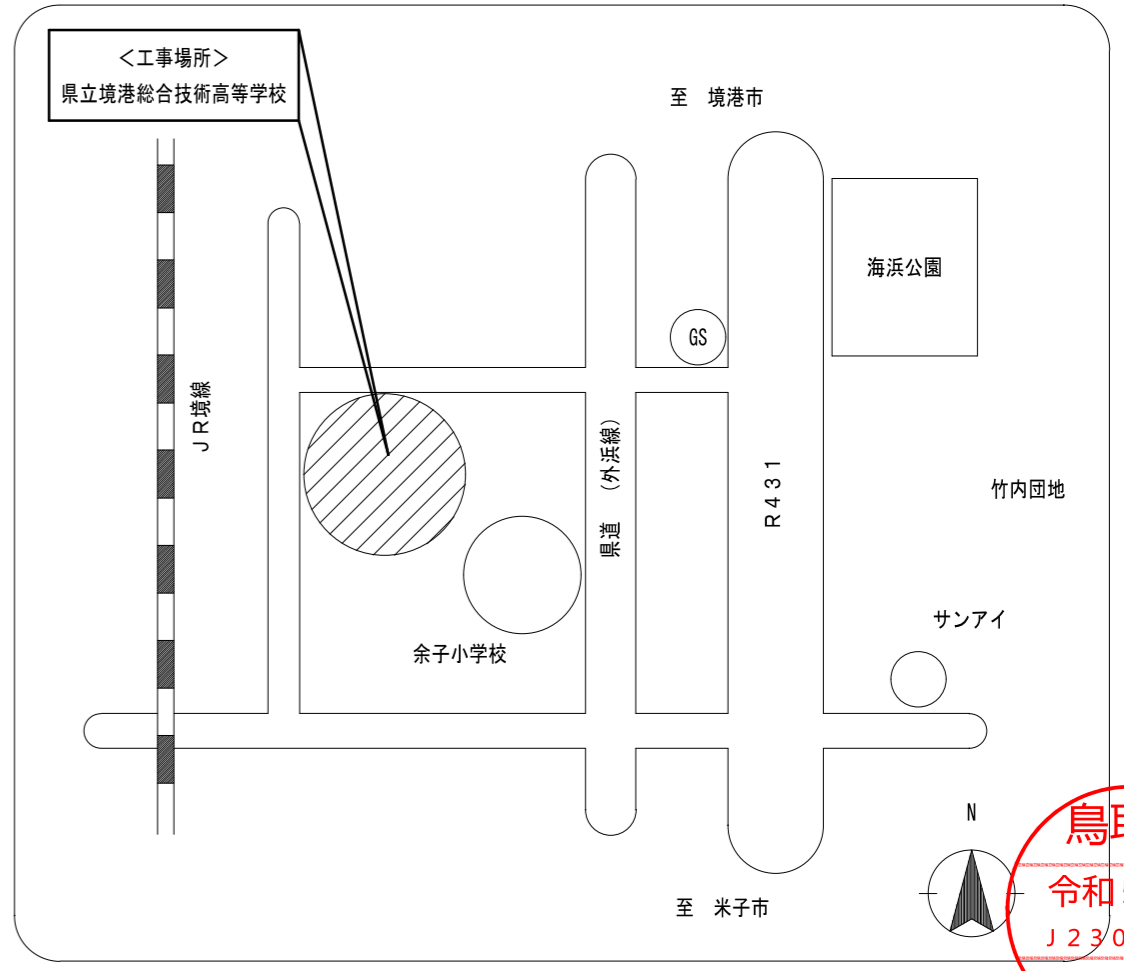 ＜工事場所＞
県立境港総合技術高等学校
至　境港市
海浜公園
GS
ＪＲ境線
県道　(外浜線)
Ｒ４３１
竹内団地
サンアイ
余子小学校
N
至　米子市
鳥取
令和
Ｊ２３０